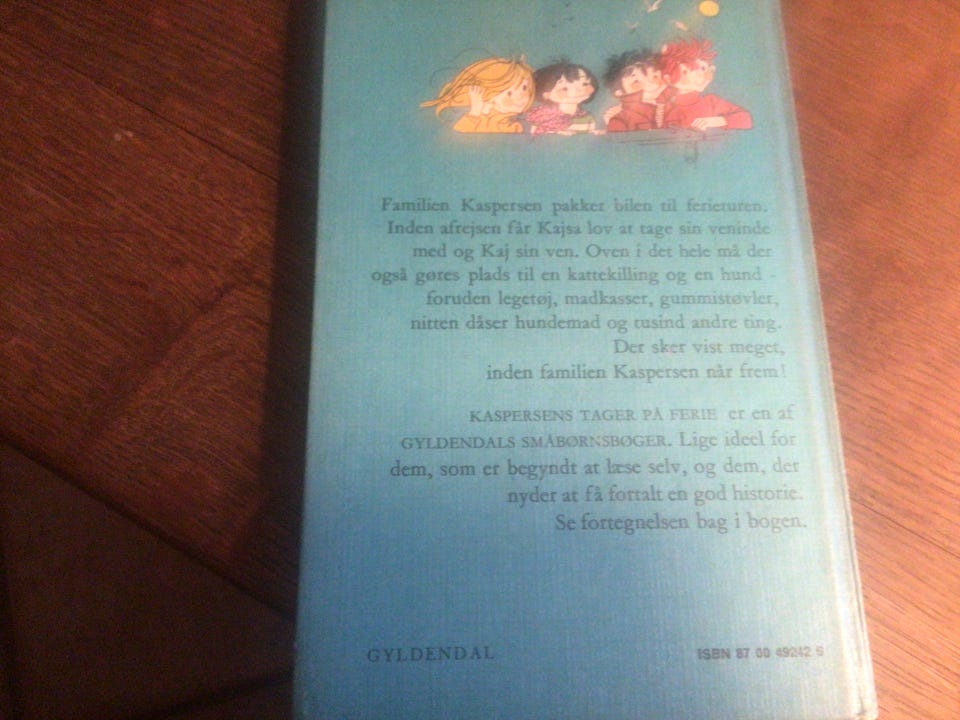 Familien Kaspersen pakker bilen til ferieturen.
Inden afrejsen får Kajsa lov at tage sin veninde
med og Kaj sin ven. Oven i det hele må der
også gøres plads til en kattekilling og en hund -
foruden legetøj, madkasser, gummistøvler,
nitten dåser hundemad og tusind andre ting.
Der sker vist meget,
inden familien Kaspersen når frem!
KASPERSENS TAGER PÅ FERIE er en af
GYLDENDALS SMÅBØRNSBØGER. Lige ideel for
dem, som er begyndt at læse selv, og dem, der
nyder at få fortalt en god historie.
Se fortegnelsen bag i bogen.
GYLDENDAL
ISBN 87 00 49242 6